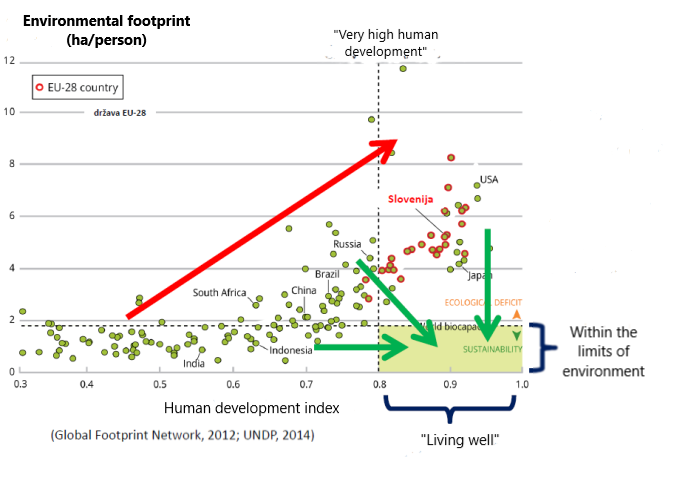 Environmental footprint
(ha/person)
"Very high human
development"
12
EU-28 country
10
država EU-28
8
USA
Slovenija
6
Russia
4
Brazil
Japan
South Africa
China
ECOLOGICAL DEFICIT
2
World biocapa
Within the
limits of
environment
Indonesia
SUSTAINABILITY
India
0
0.3 0.4 0.5 0.6 0.7 0.8 0.9 1.0
Human development index
(Global Footprint Network, 2012; UNDP, 2014)
"Living well"